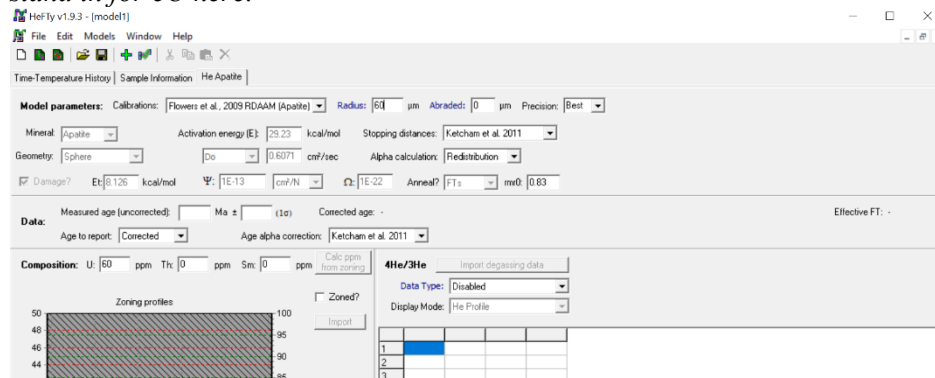 stand in for eU here.
HeFTy v1.9.3 - [model1]
File Edit Models Window Help
Time-Temperature History Sample Information He Apatite
Model parameters: Calibrations: Flowers et al., 2009 RDAAM (Apatite) Radius: 60 µm Abraded: 0 µm Precision: Best
Mineral: Apatite Activation energy (E): 29.23 kcal/mol Stopping distances: Ketcham et al. 2011
Geometry: Sphere Do 0.6071 cm²/sec Alpha calculation: Redistribution
Damage? Et: 8.126 kcal/mol Ψ: 1E-13 cm²/N Ω: 1E-22 Anneal? FTs mr0: 0.83
Data: Measured age (uncorrected): Ma ± (1σ) Corrected age: - Effective FT: -
Age to report: Corrected Age alpha correction: Ketcham et al. 2011
Composition: U: 60 ppm Th: 0 ppm Sm: 0 ppm Calc ppm from zoning
Zoned?
Import
Zoning profiles
50 100
48 95
46 90
44 85
4He/3He Import degassing data
Data Type: Disabled
Display Mode: He Profile
1
2
3